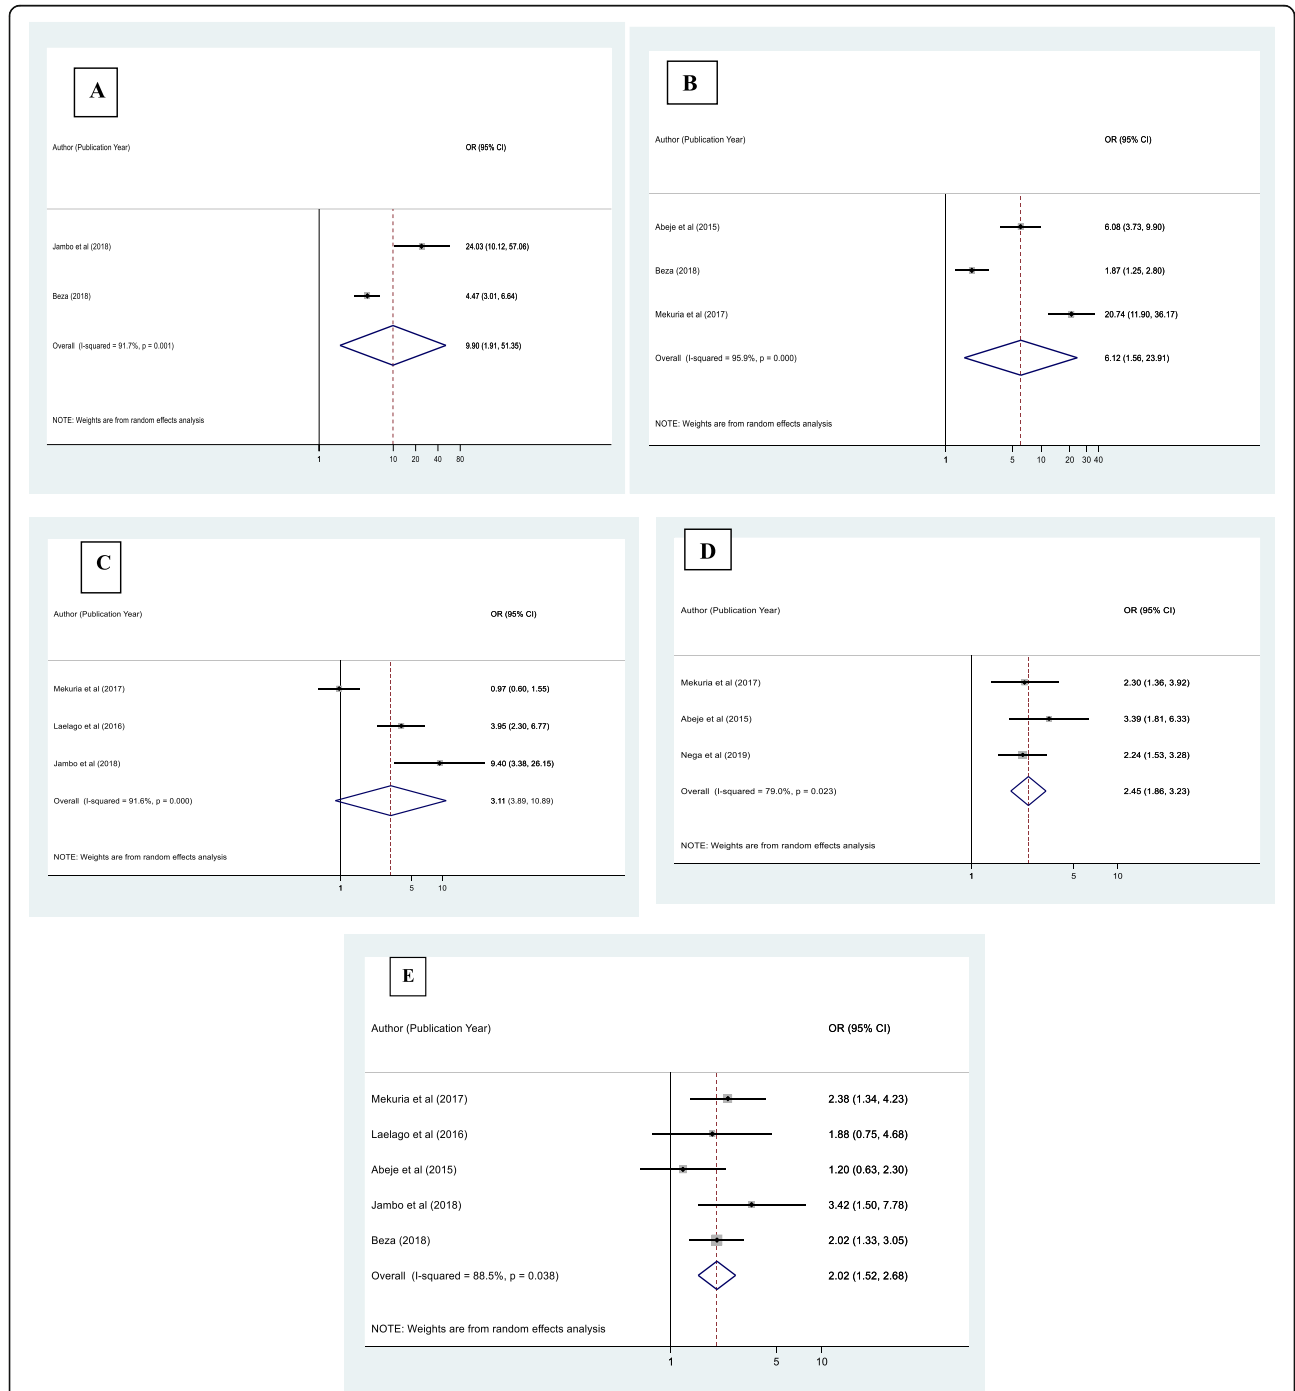 A
Author (Publication Year) OR (95% CI)
Jambo et al (2018) 24.03 (10.12, 57.06)
Beza (2018) 4.47 (3.01, 6.64)
Overall (I-squared = 91.7%, p = 0.001) 9.90 (1.91, 51.35)
NOTE: Weights are from random effects analysis
1 10 20 40 80
B
Author (Publication Year) OR (95% CI)
Abeje et al (2015) 6.08 (3.73, 9.90)
Beza (2018) 1.87 (1.25, 2.80)
Mekuria et al (2017) 20.74 (11.90, 36.17)
Overall (I-squared = 95.9%, p = 0.000) 6.12 (1.56, 23.91)
NOTE: Weights are from random effects analysis
1 5 10 20 30 40
C
Author (Publication Year) OR (95% CI)
Mekuria et al (2017) 0.97 (0.60, 1.55)
Laelago et al (2016) 3.95 (2.30, 6.77)
Jambo et al (2018) 9.40 (3.38, 26.15)
Overall (I-squared = 91.6%, p = 0.000) 3.11 (3.89, 10.89)
NOTE: Weights are from random effects analysis
1 5 10
D
Author (Publication Year) OR (95% CI)
Mekuria et al (2017) 2.30 (1.36, 3.92)
Abeje et al (2015) 3.39 (1.81, 6.33)
Nega et al (2019) 2.24 (1.53, 3.28)
Overall (I-squared = 79.0%, p = 0.023) 2.45 (1.86, 3.23)
NOTE: Weights are from random effects analysis
1 5 10
E
Author (Publication Year) OR (95% CI)
Mekuria et al (2017) 2.38 (1.34, 4.23)
Laelago et al (2016) 1.88 (0.75, 4.68)
Abeje et al (2015) 1.20 (0.63, 2.30)
Jambo et al (2018) 3.42 (1.50, 7.78)
Beza (2018) 2.02 (1.33, 3.05)
Overall (I-squared = 88.5%, p = 0.038) 2.02 (1.52, 2.68)
NOTE: Weights are from random effects analysis
1 5 10